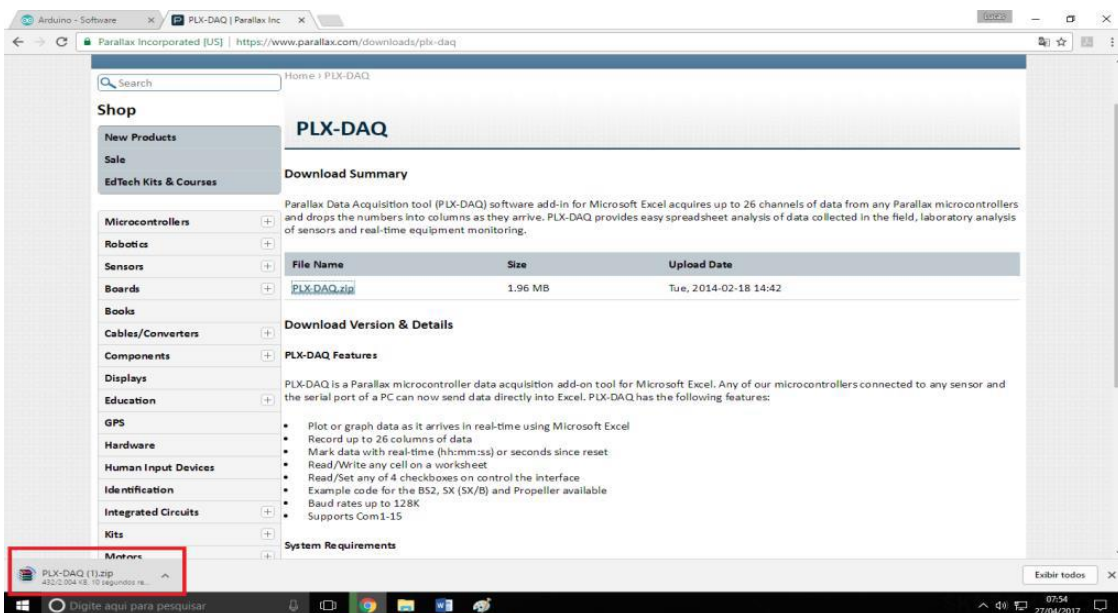 Arduino - Software
PLX-DAQ | Parallax Inc
Parallax Incorporated [US] | https://www.parallax.com/downloads/plx-daq
Search
Home › PLX-DAQ
Shop
New Products
Sale
EdTech Kits & Courses
Microcontrollers
Robotics
Sensors
Boards
Books
Cables/Converters
Components
Displays
Education
GPS
Hardware
Human Input Devices
Identification
Integrated Circuits
Kits
Motors
PLX-DAQ
Download Summary
Parallax Data Acquisition tool (PLX-DAQ) software add-in for Microsoft Excel acquires up to 26 channels of data from any Parallax microcontrollers
and drops the numbers into columns as they arrive. PLX-DAQ provides easy spreadsheet analysis of data collected in the field, laboratory analysis
of sensors and real-time equipment monitoring.
File Name Size Upload Date
PLX-DAQ.zip 1.96 MB Tue, 2014-02-18 14:42
Download Version & Details
PLX-DAQ Features
PLX-DAQ is a Parallax microcontroller data acquisition add-on tool for Microsoft Excel. Any of our microcontrollers connected to any sensor and
the serial port of a PC can now send data directly into Excel. PLX-DAQ has the following features:
• Plot or graph data as it arrives in real-time using Microsoft Excel
• Record up to 26 columns of data
• Mark data with real-time (hh:mm:ss) or seconds since reset
• Read/Write any cell on a worksheet
• Read/Set any of 4 checkboxes on control the interface
• Example code for the BS2, SX (SX/B) and Propeller available
• Baud rates up to 128K
• Supports Com1-15
System Requirements
PLX-DAQ (1).zip
432/2.004 KB, 10 segundos re...
Exibir todos
Digite aqui para pesquisar
07:54
27/04/2017